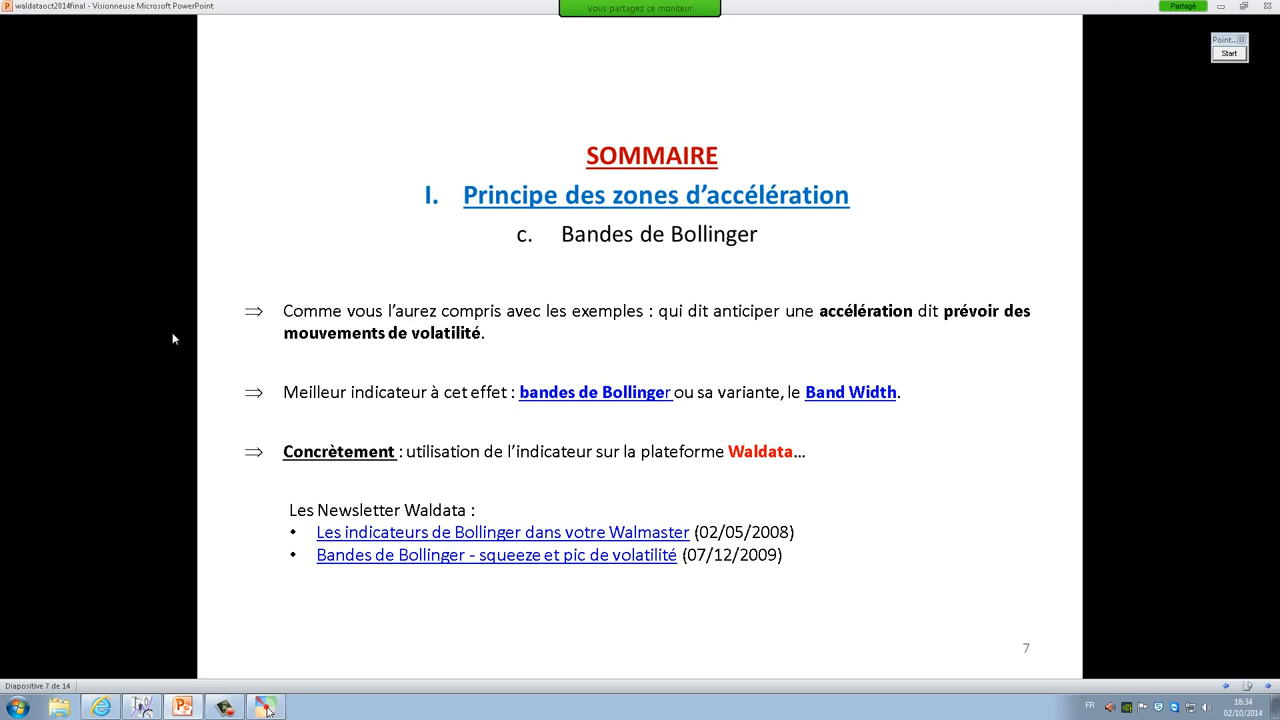 waldataoct2014final - Visionneuse Microsoft PowerPoint
Vous partagez ce moniteur.
Partagé
Point...
Start
SOMMAIRE
I. Principe des zones d’accélération
c. Bandes de Bollinger
⇒ Comme vous l’aurez compris avec les exemples : qui dit anticiper une accélération dit prévoir des
mouvements de volatilité.
⇒ Meilleur indicateur à cet effet : bandes de Bollinger ou sa variante, le Band Width.
⇒ Concrètement : utilisation de l’indicateur sur la plateforme Waldata…
Les Newsletter Waldata :
• Les indicateurs de Bollinger dans votre Walmaster (02/05/2008)
• Bandes de Bollinger - squeeze et pic de volatilité (07/12/2009)
7
Diapositive 7 de 14
FR
18:34
02/10/2014